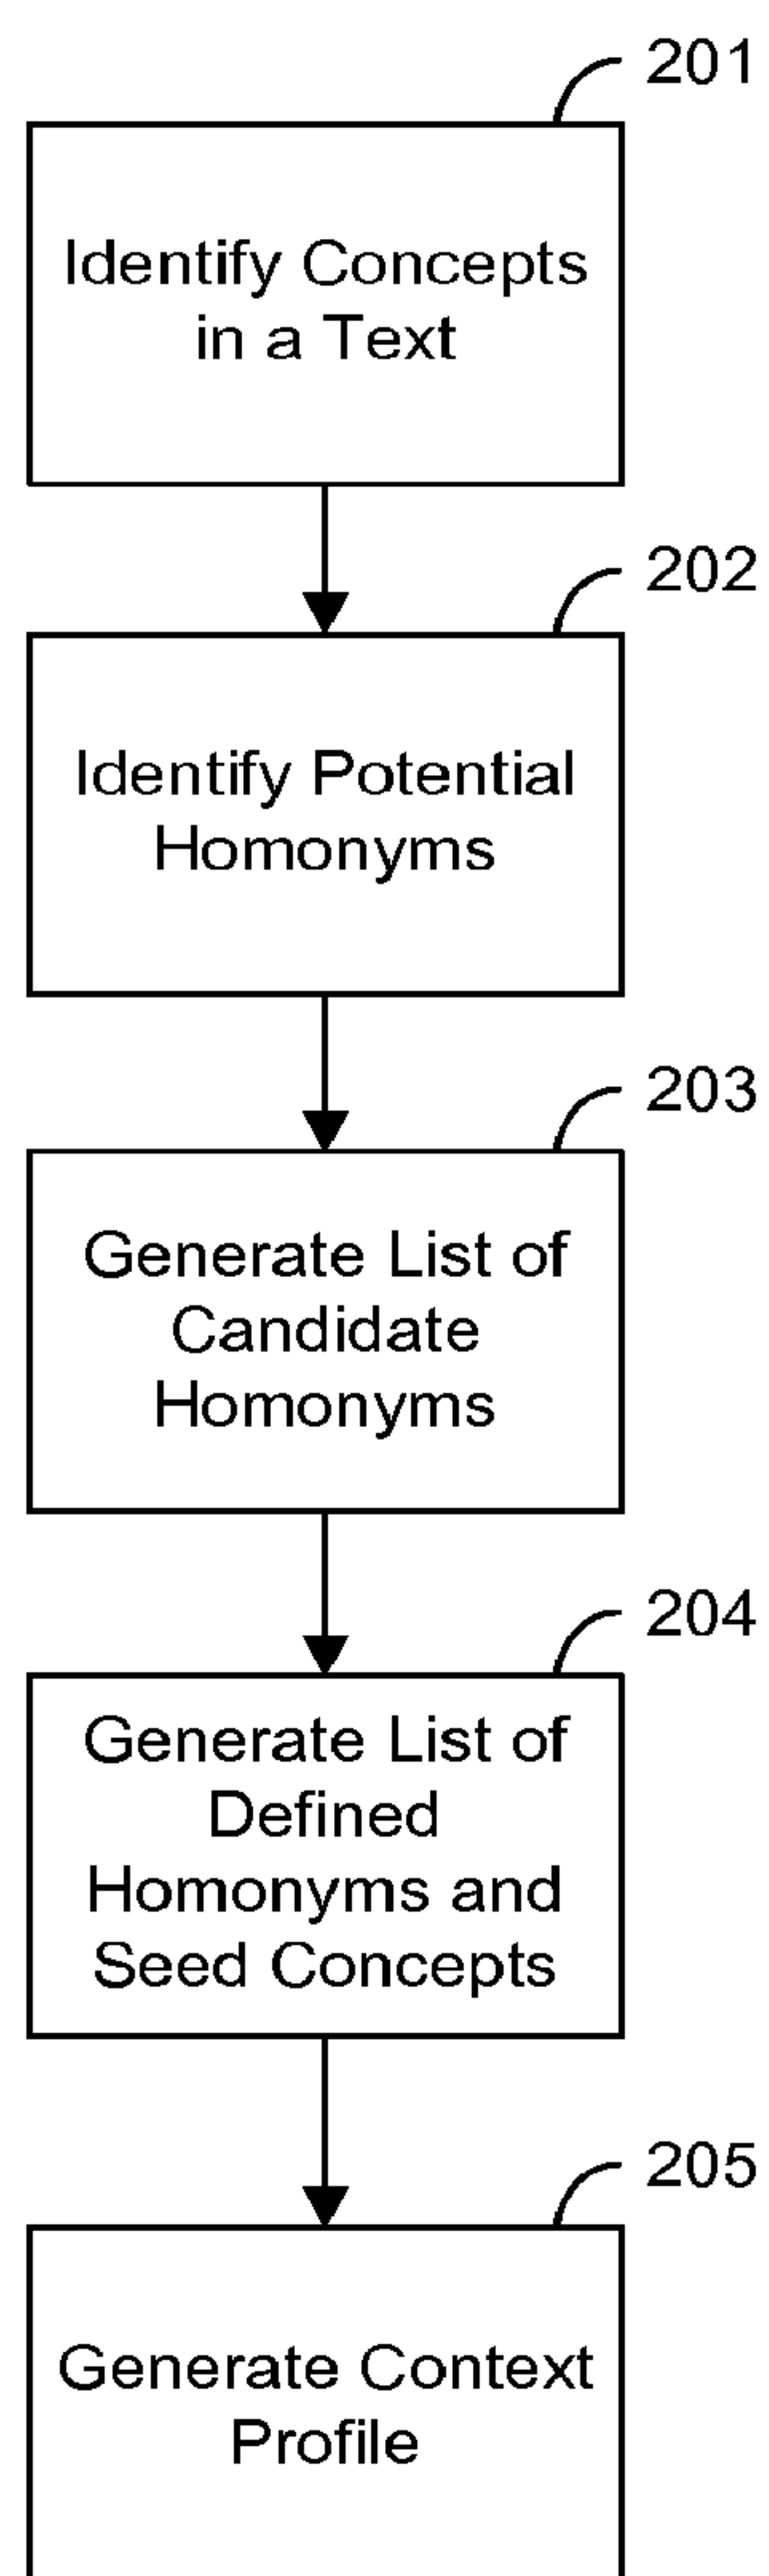 201
Identify Concepts
in a Text
202
Identify Potential
Homonyms
203
Generate List of
Candidate
Homonyms
204
Generate List of
Defined
Homonyms and
Seed Concepts
205
Generate Context
Profile